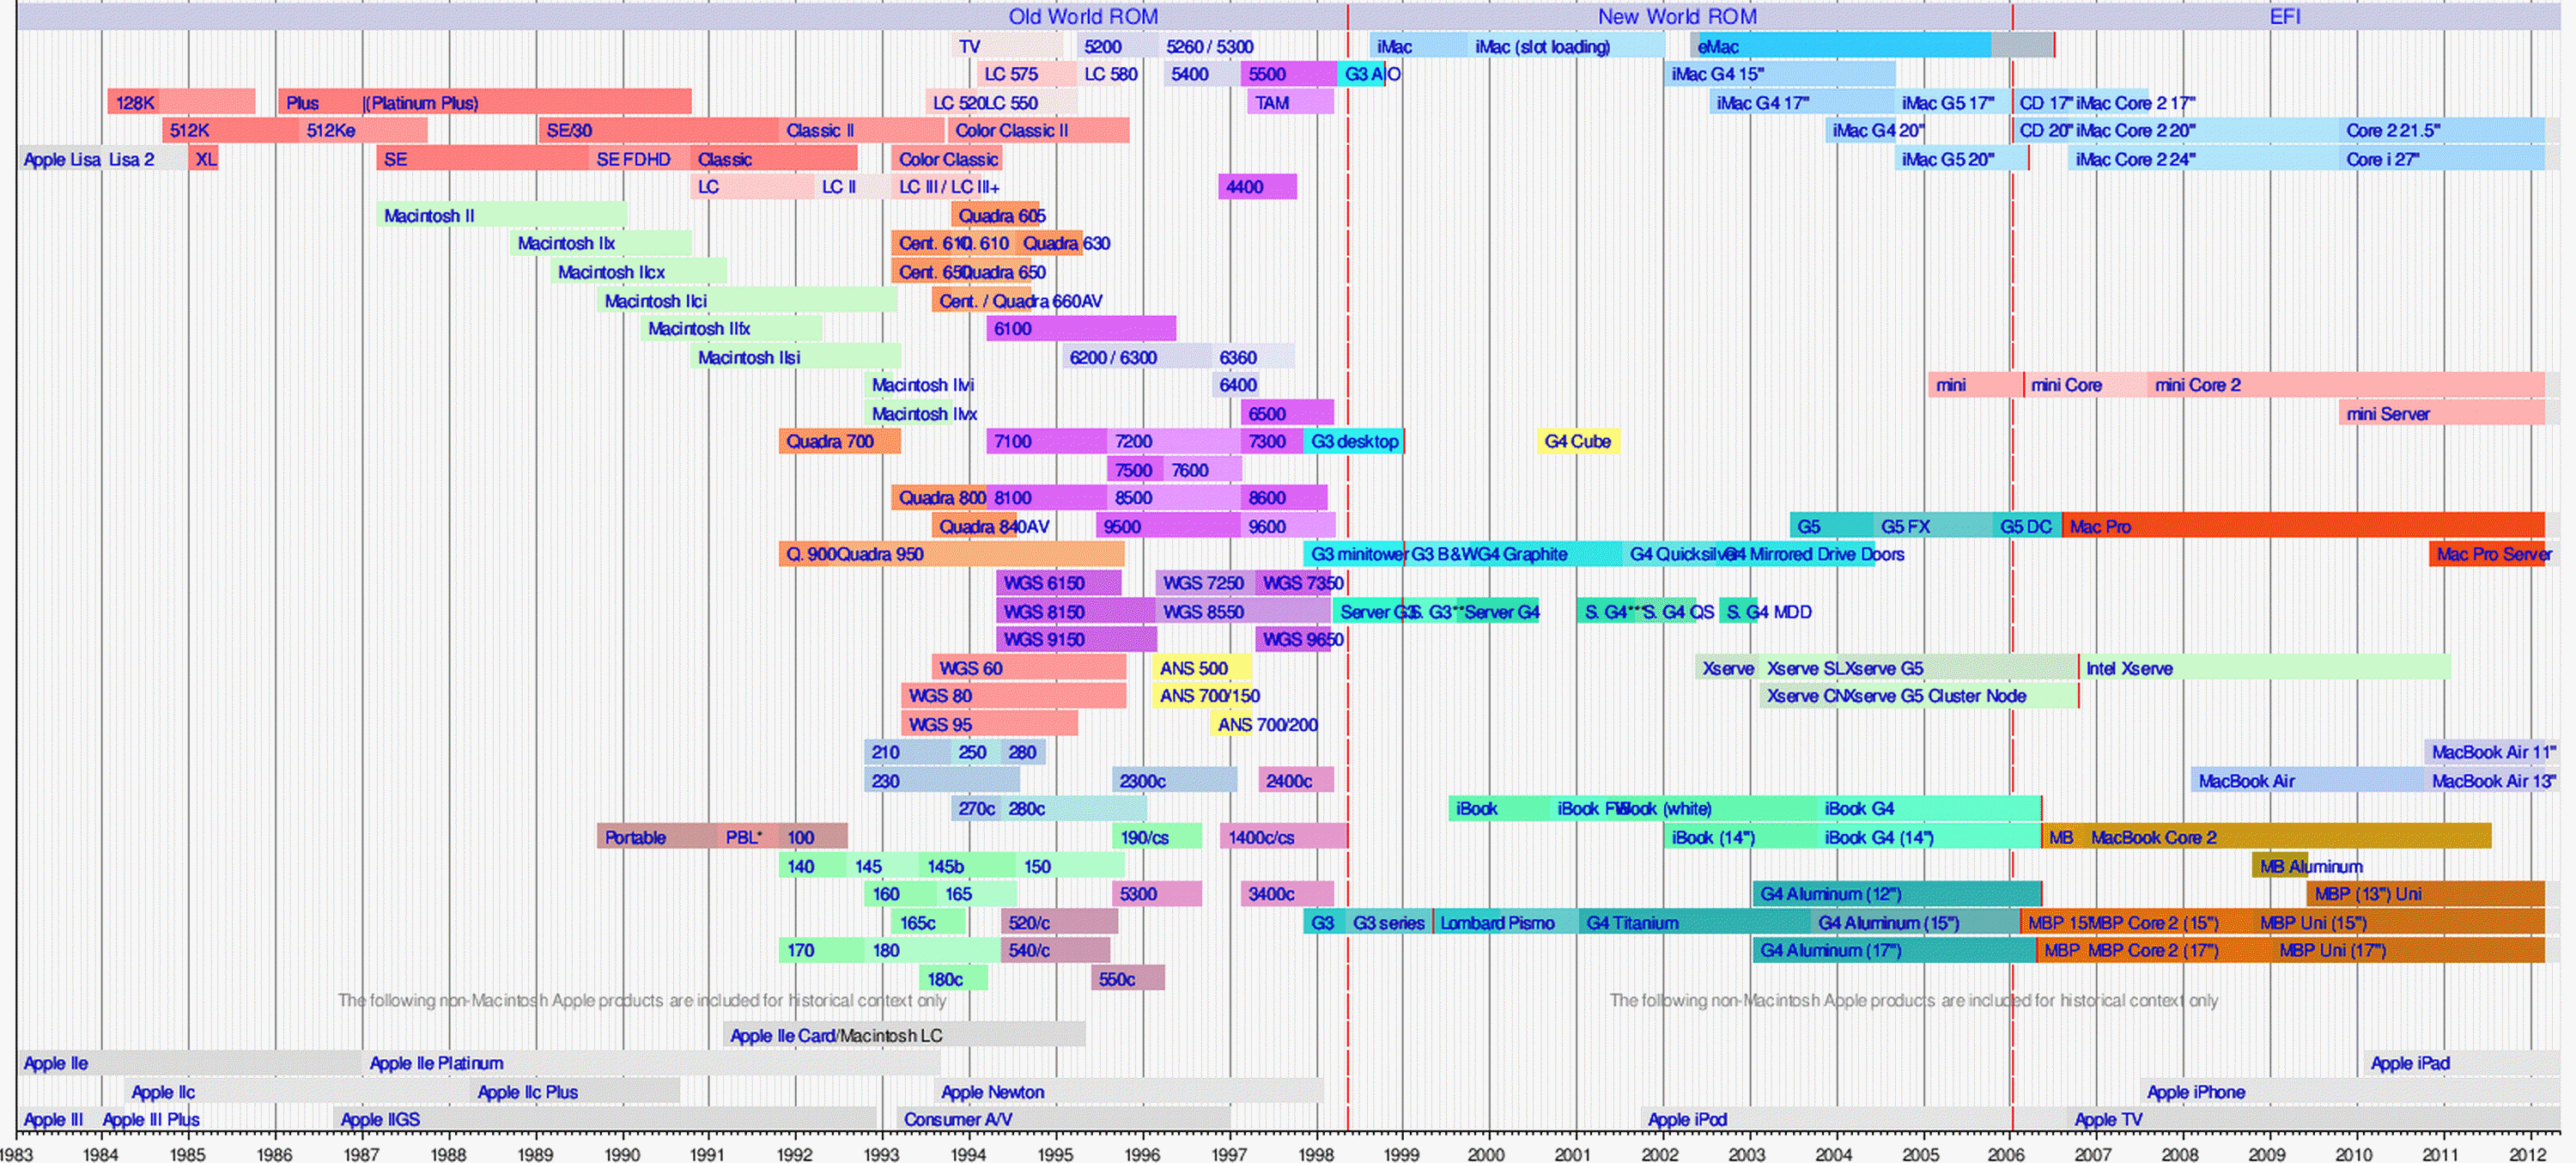 Old World ROM New World ROM EFI
TV 5200 5260 / 5300 iMac iMac (slot loading) eMac
LC 575 LC 580 5400 5500 G3 AIO iMac G4 15"
128K Plus (Platinum Plus) LC 520 LC 550 TAM iMac G4 17" iMac G5 17" CD 17" iMac Core 2 17"
512K 512Ke SE/30 Classic II Color Classic II iMac G4 20" CD 20" iMac Core 2 20" Core 2 21.5"
Apple Lisa Lisa 2 XL SE SE FDHD Classic Color Classic iMac G5 20" iMac Core 2 24" Core i 27"
LC LC II LC III / LC III+ 4400
Macintosh II Quadra 605
Macintosh IIx Cent. 610 Q. 610 Quadra 630
Macintosh IIcx Cent. 650 Quadra 650
Macintosh IIci Cent. / Quadra 660AV
Macintosh IIfx 6100
Macintosh IIsi 6200 / 6300 6360
Macintosh IIvi 6400 mini mini Core mini Core 2
Macintosh IIvx 6500 mini Server
Quadra 700 7100 7200 7300 G3 desktop G4 Cube
7500 7600
Quadra 800 8100 8500 8600
Quadra 840AV 9500 9600 G5 G5 FX G5 DC Mac Pro
Q. 900 Quadra 950 G3 minitower G3 B&W G4 Graphite G4 Quicksilver G4 Mirrored Drive Doors Mac Pro Server
WGS 6150 WGS 7250 WGS 7350
WGS 8150 WGS 8550 Server G3 S. G3** Server G4 S. G4*** S. G4 QS S. G4 MDD
WGS 9150 WGS 9650
WGS 60 ANS 500 Xserve Xserve SL Xserve G5 Intel Xserve
WGS 80 ANS 700/150 Xserve CN Xserve G5 Cluster Node
WGS 95 ANS 700/200
210 250 280 MacBook Air 11"
230 2300c 2400c MacBook Air MacBook Air 13"
270c 280c iBook iBook FW iBook (white) iBook G4
Portable PBL* 100 190/cs 1400c/cs iBook (14") iBook G4 (14") MB MacBook Core 2
140 145 145b 150 MB Aluminum
160 165 5300 3400c G4 Aluminum (12") MBP (13") Uni
165c 520/c G3 G3 series Lombard Pismo G4 Titanium G4 Aluminum (15") MBP 15" MBP Core 2 (15") MBP Uni (15")
170 180 540/c G4 Aluminum (17") MBP MBP Core 2 (17") MBP Uni (17")
180c 550c
The following non-Macintosh Apple products are included for historical context only The following non-Macintosh Apple products are included for historical context only
Apple IIe Card/Macintosh LC
Apple IIe Apple IIe Platinum Apple iPad
Apple IIc Apple IIc Plus Apple Newton Apple iPhone
Apple III Apple III Plus Apple IIGS Consumer A/V Apple iPod Apple TV
1983 1984 1985 1986 1987 1988 1989 1990 1991 1992 1993 1994 1995 1996 1997 1998 1999 2000 2001 2002 2003 2004 2005 2006 2007 2008 2009 2010 2011 2012